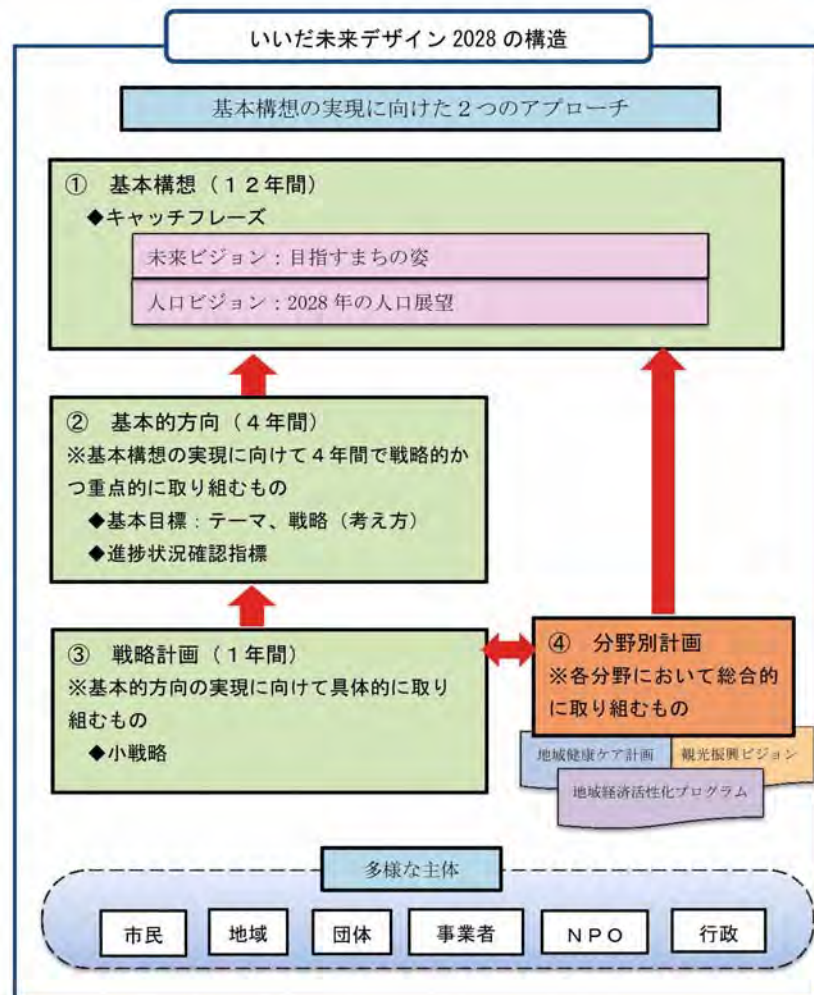 いいだ未来デザイン 2028 の構造
基本構想の実現に向けた2つのアプローチ
① 基本構想（１２年間）
◆キャッチフレーズ
未来ビジョン：目指すまちの姿
人口ビジョン：2028 年の人口展望
② 基本的方向（４年間）
※基本構想の実現に向けて４年間で戦略的か
つ重点的に取り組むもの
◆基本目標：テーマ、戦略（考え方）
◆進捗状況確認指標
③ 戦略計画（１年間）
※基本的方向の実現に向けて具体的に取り
組むもの
◆小戦略
④ 分野別計画
※各分野において総合的
に取り組むもの
地域健康ケア計画
観光振興ビジョン
地域経済活性化プログラム
多様な主体
市民
地域
団体
事業者
ＮＰＯ
行政